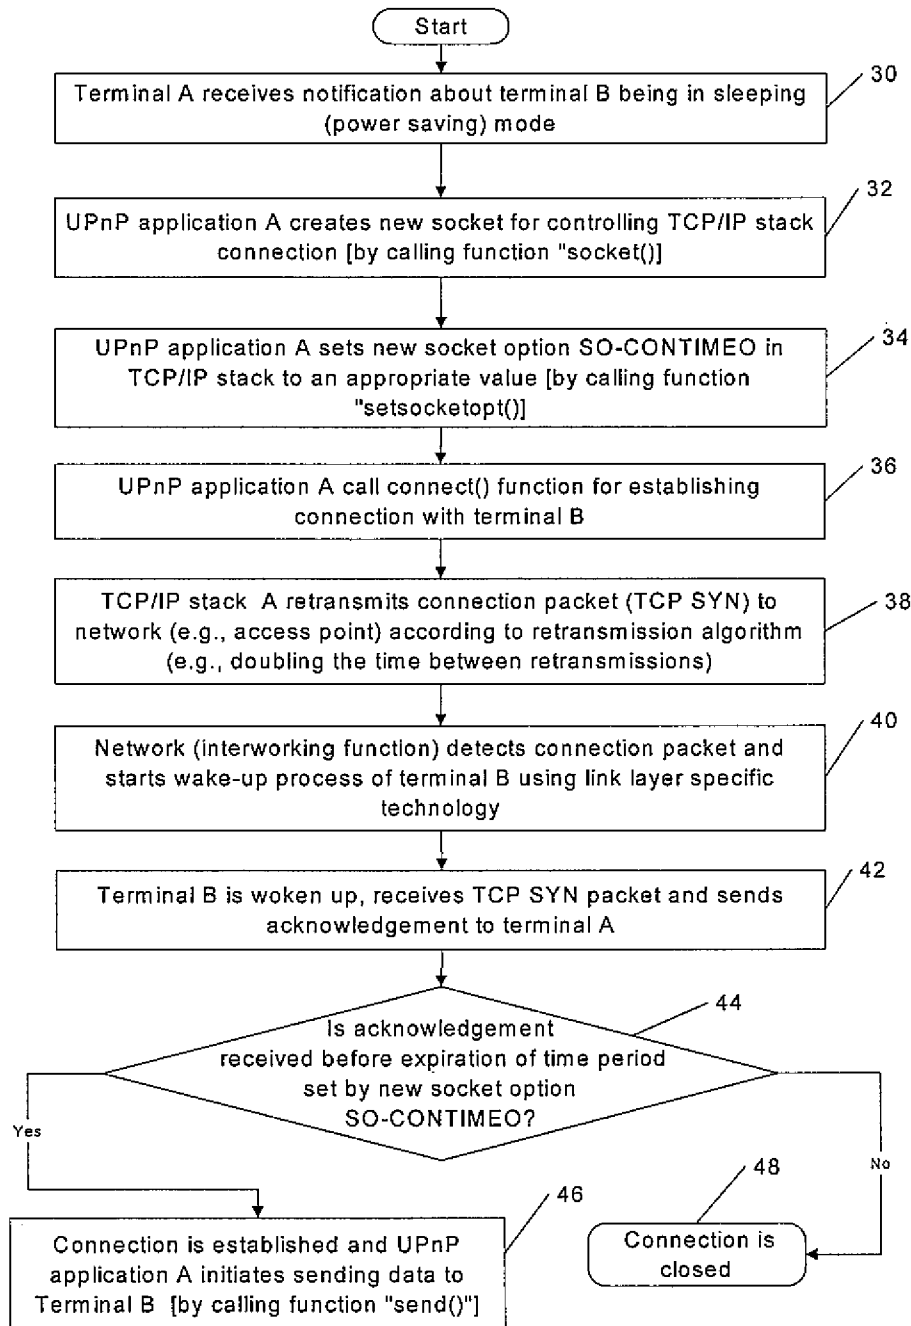 Start
Terminal A receives notification about terminal B being in sleeping
(power saving) mode
30
UPnP application A creates new socket for controlling TCP/IP stack
connection [by calling function "socket()]
32
UPnP application A sets new socket option SO-CONTIMEO in
TCP/IP stack to an appropriate value [by calling function
"setsocketopt()]
34
UPnP application A call connect() function for establishing
connection with terminal B
36
TCP/IP stack A retransmits connection packet (TCP SYN) to
network (e.g., access point) according to retransmission algorithm
(e.g., doubling the time between retransmissions)
38
Network (interworking function) detects connection packet and
starts wake-up process of terminal B using link layer specific
technology
40
Terminal B is woken up, receives TCP SYN packet and sends
acknowledgement to terminal A
42
Is acknowledgement
received before expiration of time period
set by new socket option
SO-CONTIMEO?
44
Yes
No
Connection is established and UPnP
application A initiates sending data to
Terminal B [by calling function "send()"]
46
Connection is
closed
48